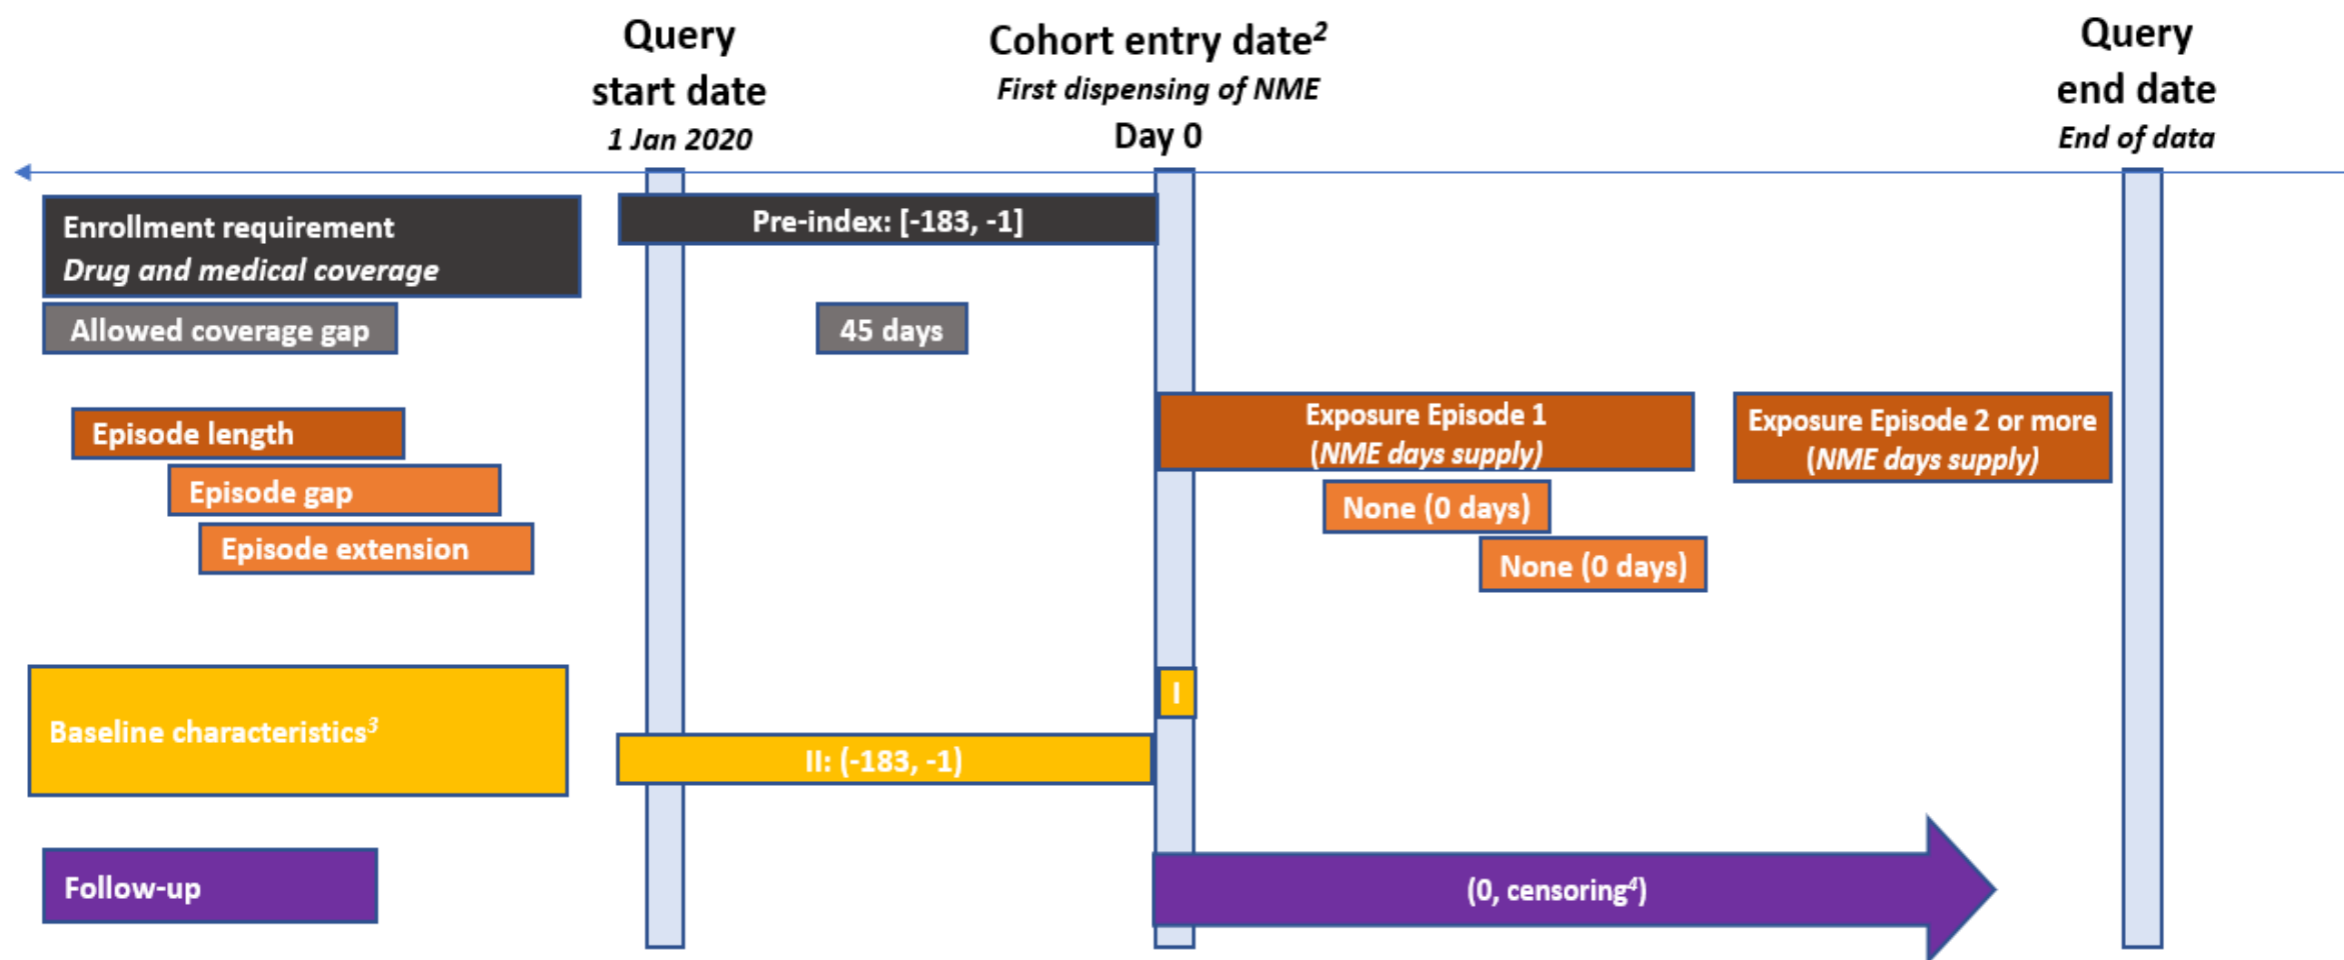 Query
start date
1 Jan 2020
Cohort entry date²
First dispensing of NME
Day 0
Query
end date
End of data
Enrollment requirement
Drug and medical coverage
Pre-index: [-183, -1]
Allowed coverage gap
45 days
Episode length
Exposure Episode 1
(NME days supply)
Exposure Episode 2 or more
(NME days supply)
Episode gap
None (0 days)
Episode extension
None (0 days)
Baseline characteristics³
I
II: (-183, -1)
Follow-up
(0, censoring⁴)